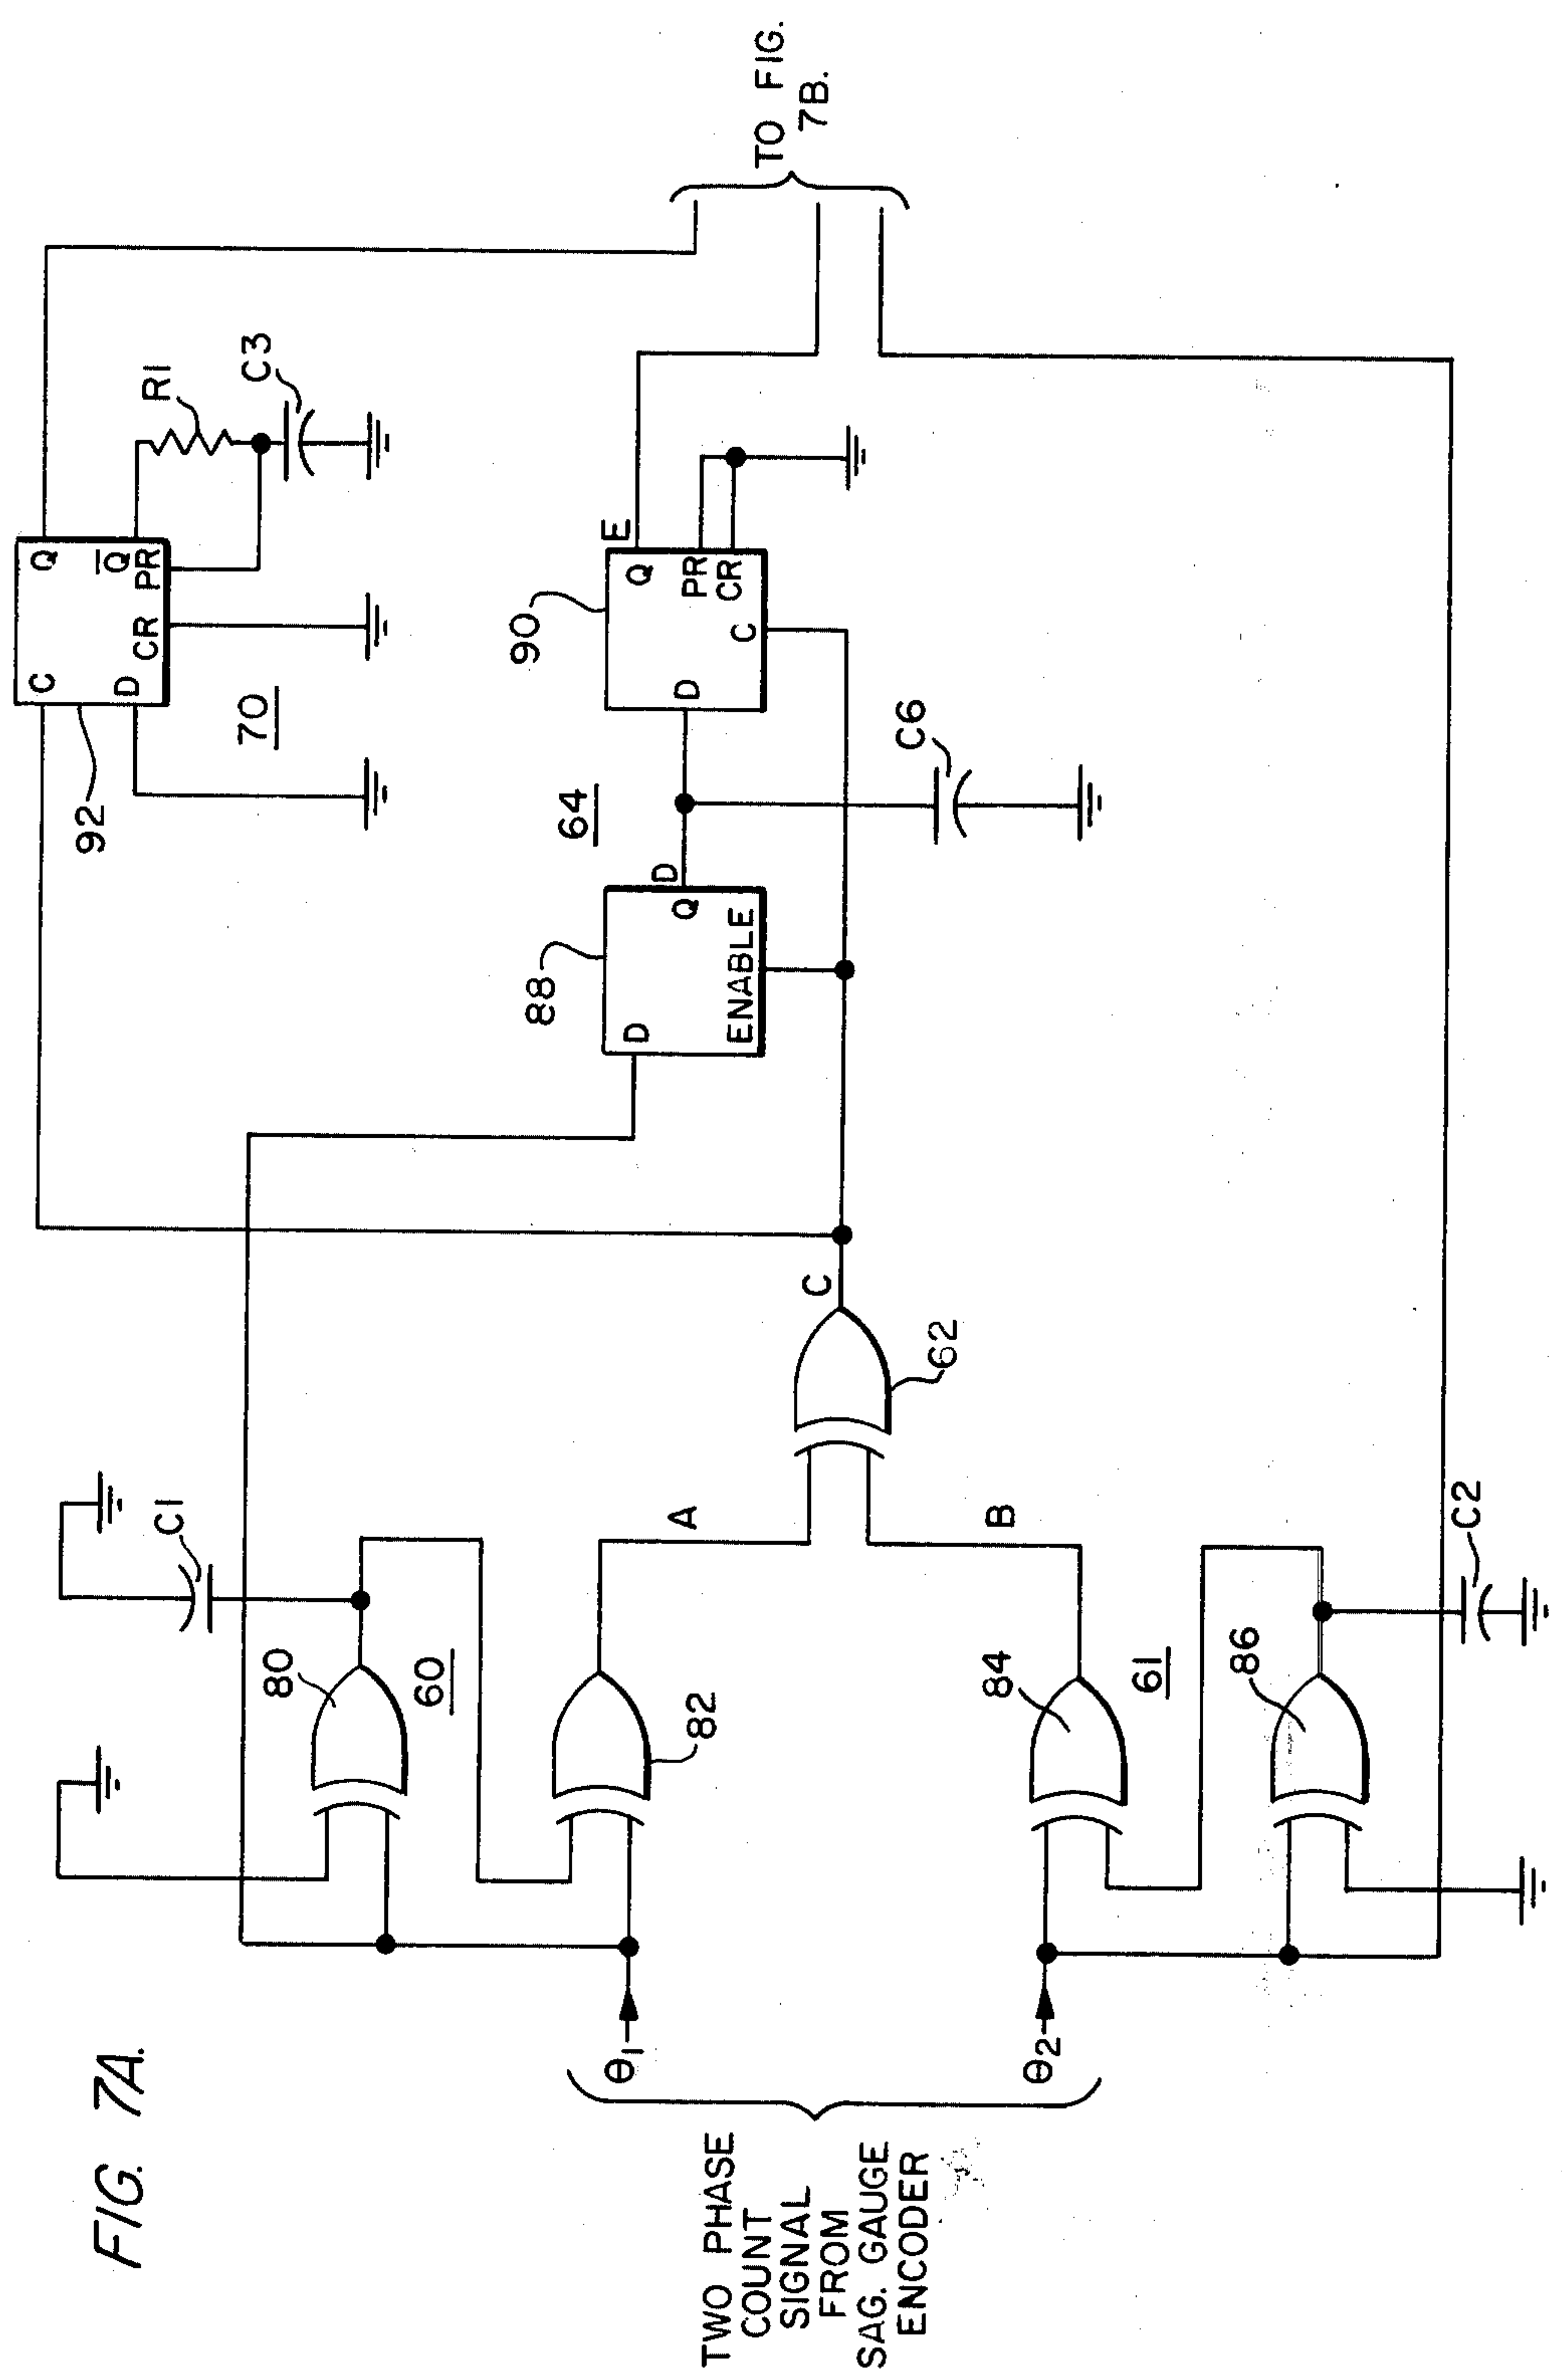 FIG. 7A.
TWO PHASE
COUNT
SIGNAL
FROM
SAG. GAUGE
ENCODER
θ1
θ2
80
C1
60
82
A
B
84
61
86
C2
62
C
88
D
Q
D
ENABLE
64
C6
90
D
Q
E
PR
CR
C
92
70
C
Q
D
CR
PR
Q̅
R1
C3
TO FIG.
7B.